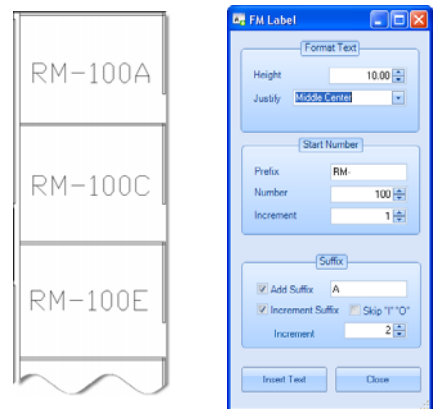 RM-100A
RM-100C
RM-100E
FM Label
Format Text
Height 10.00
Justify Middle Center
Start Number
Prefix RM-
Number 100
Increment 1
Suffix
Add Suffix A
Increment Suffix Skip "I" "O"
Increment 2
Insert Text Close